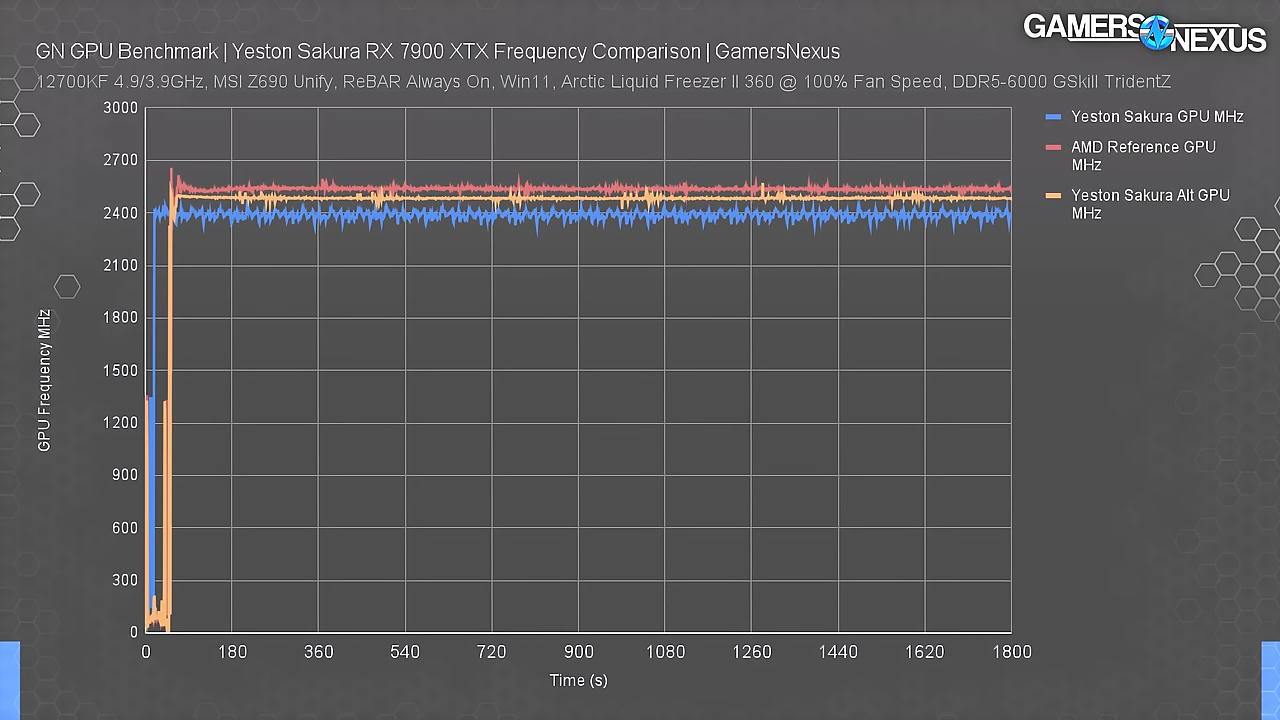 GAMERS NEXUS
GN GPU Benchmark | Yeston Sakura RX 7900 XTX Frequency Comparison | GamersNexus
12700KF 4.9/3.9GHz, MSI Z690 Unify, ReBAR Always On, Win11, Arctic Liquid Freezer II 360 @ 100% Fan Speed, DDR5-6000 GSkill TridentZ
Yeston Sakura GPU MHz
AMD Reference GPU
MHz
Yeston Sakura Alt GPU
MHz
GPU Frequency MHz
3000
2700
2400
2100
1800
1500
1200
900
600
300
0
0 180 360 540 720 900 1080 1260 1440 1620 1800
Time (s)